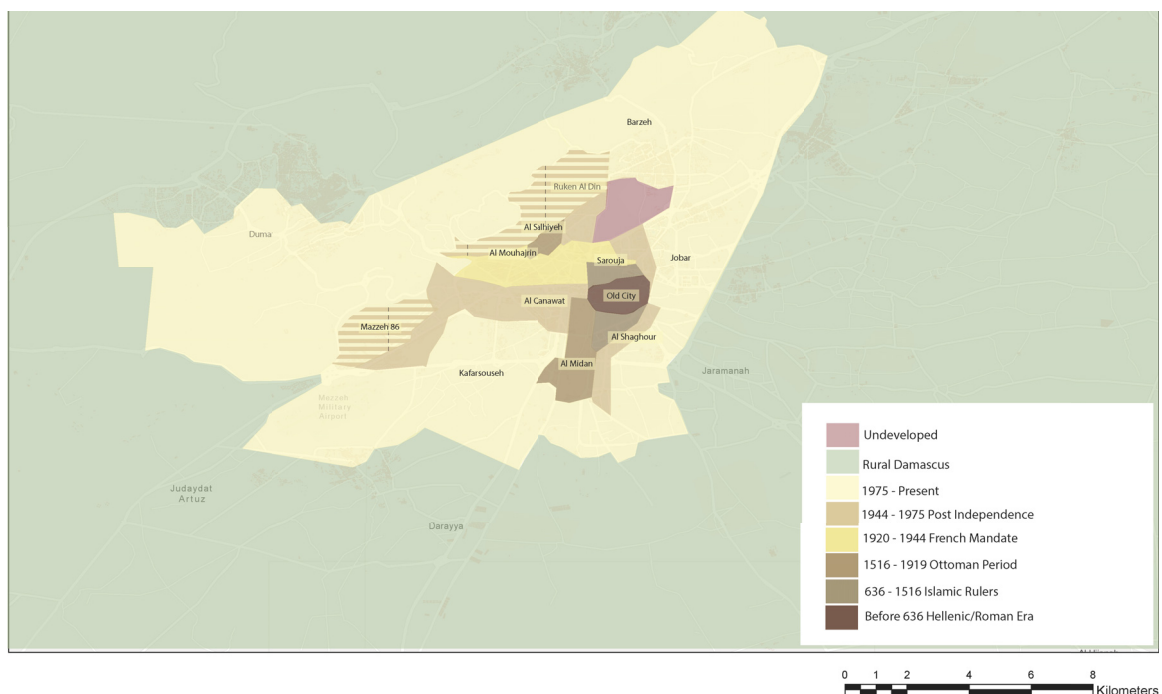 Barzeh
Ruken Al Din
Al Salhiyeh
Duma
Al Mouhajrin
Sarouja
Jobar
Al Canawat
Old City
Mazzeh 86
Al Shaghour
Al Midan
Kafarsouseh
Jaramanah
Mazzeh
Military
Airport
Judaydat
Artuz
Darayya
Undeveloped
Rural Damascus
1975 - Present
1944 - 1975 Post Independence
1920 - 1944 French Mandate
1516 - 1919 Ottoman Period
636 - 1516 Islamic Rulers
Before 636 Hellenic/Roman Era
0 1 2 4 6 8
Kilometers